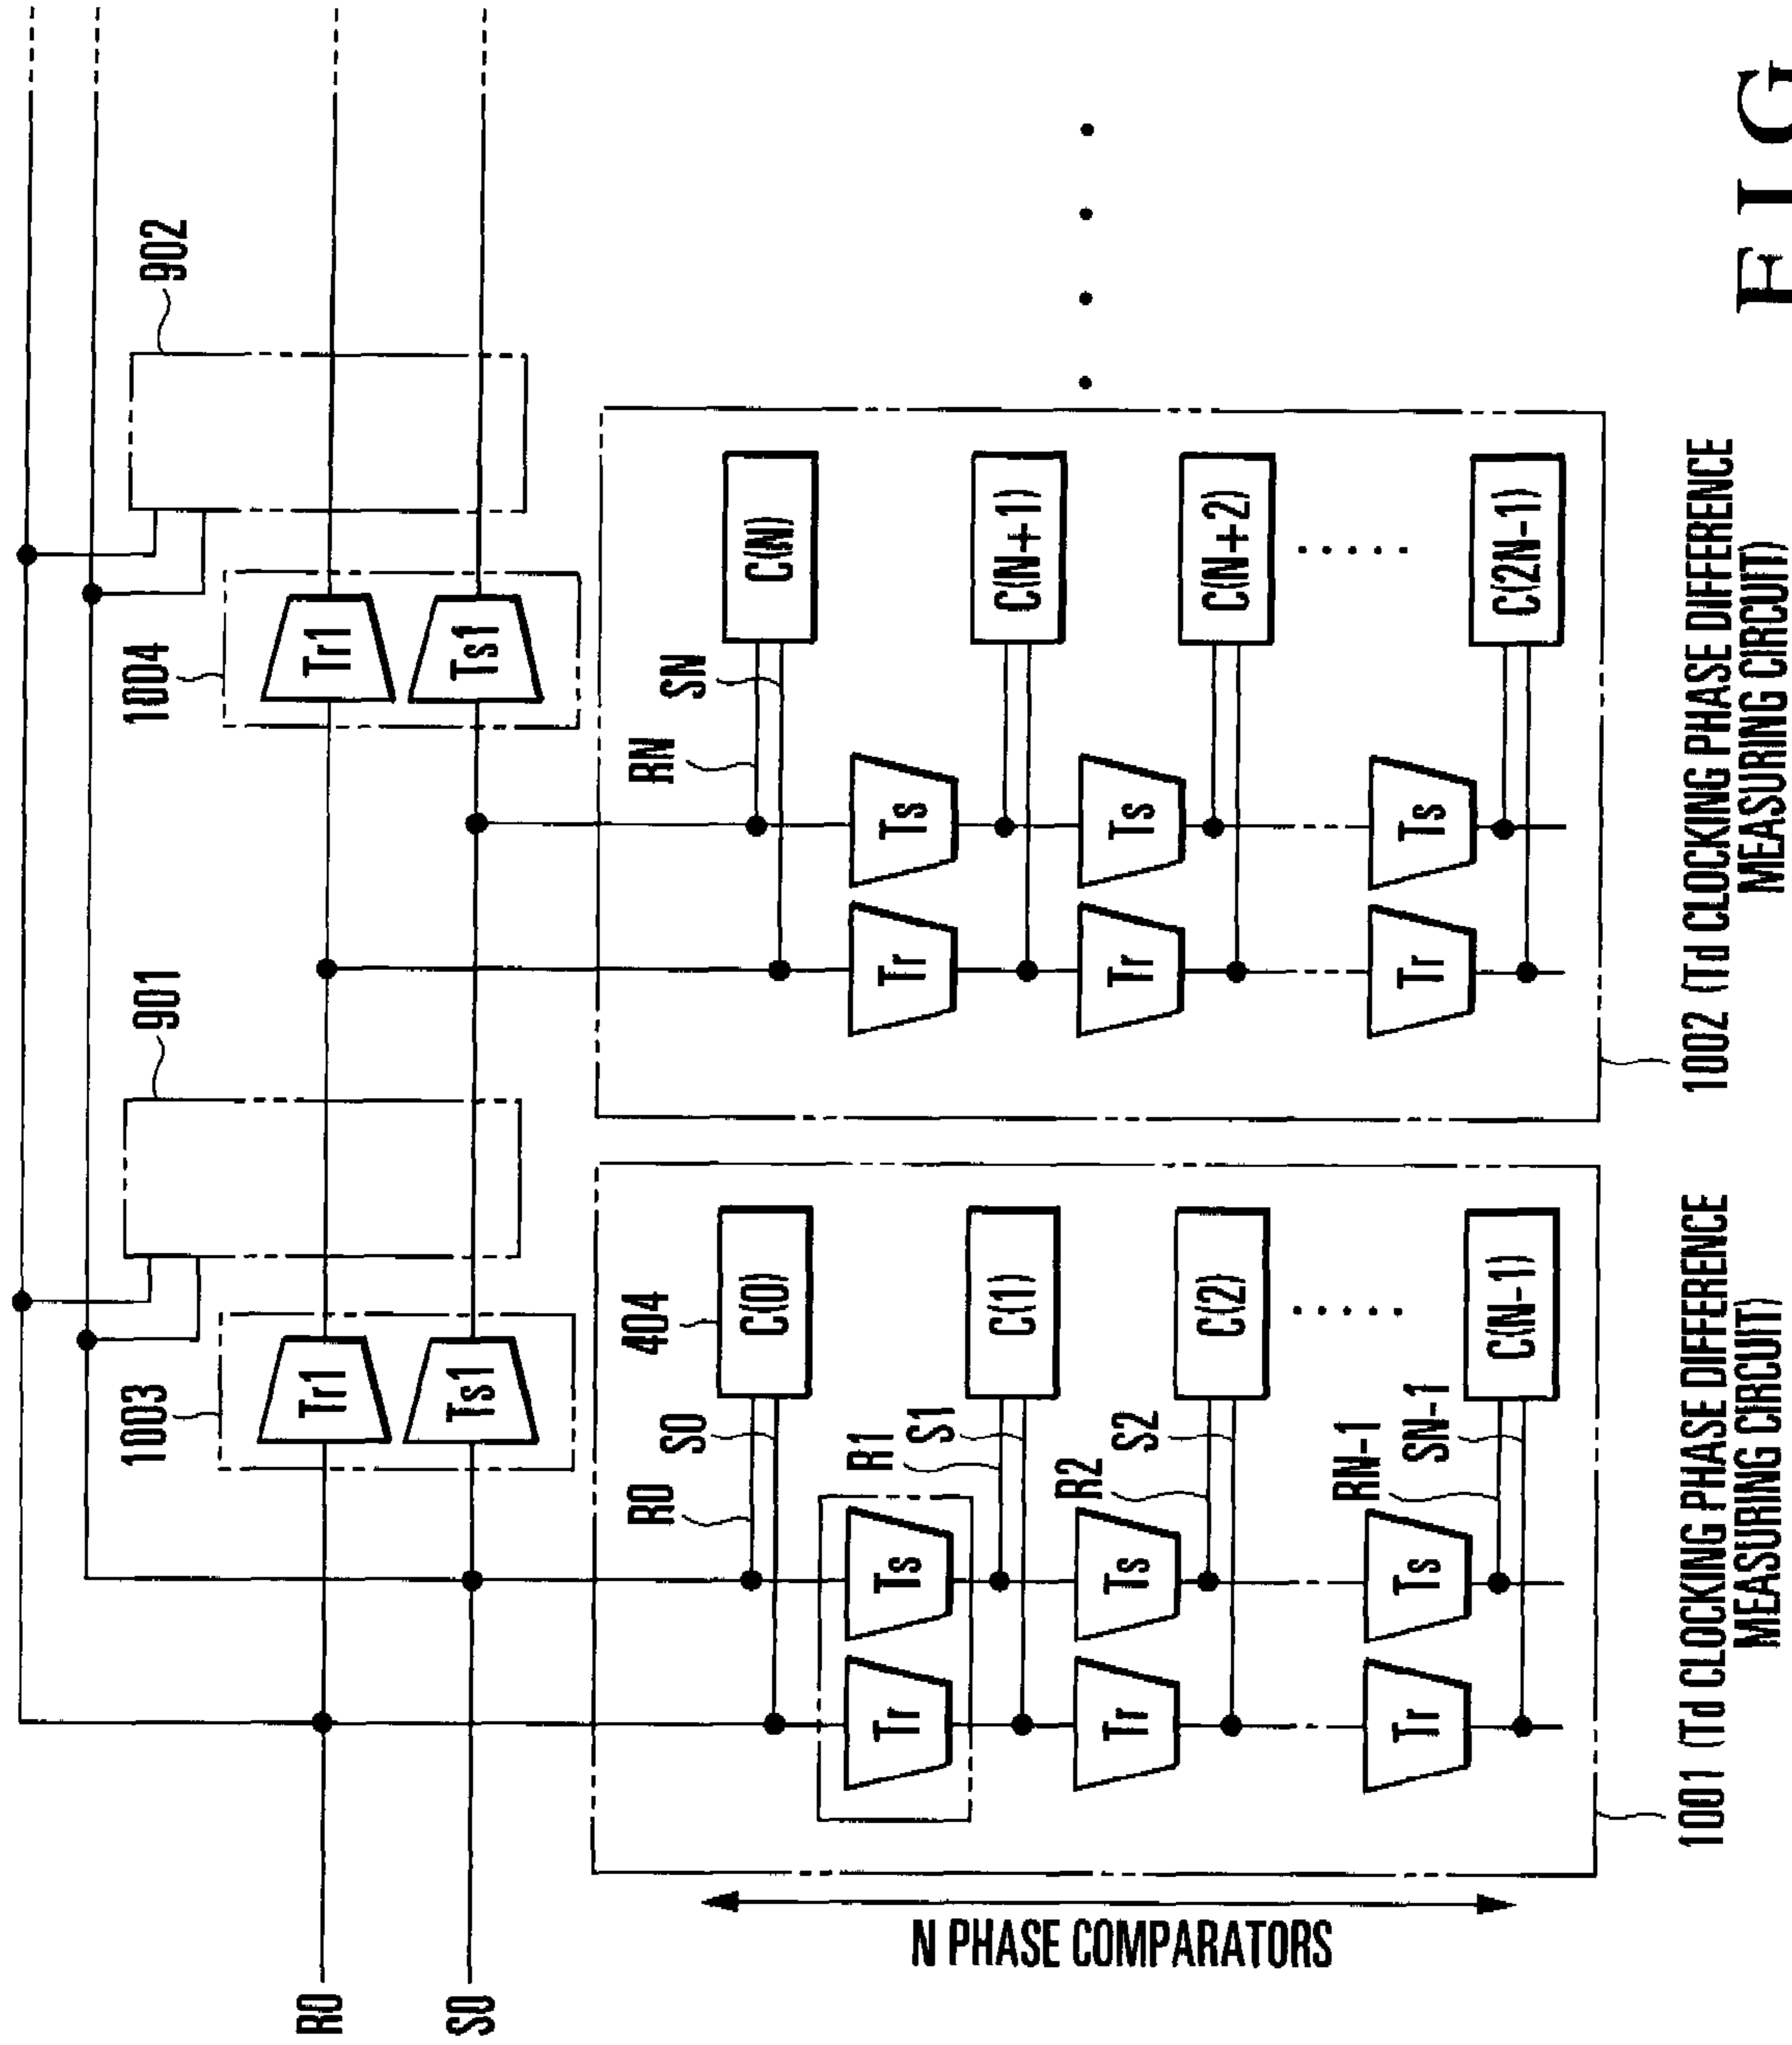 902
1004
Tr1
Ts1
901
1003
Tr1
Ts1
R0
S0
404
R0
S0
C(0)
Tr
Ts
R1
S1
C(1)
Tr
Ts
R2
S2
C(2)
.....
Tr
Ts
RN-1
SN-1
C(N-1)
N PHASE COMPARATORS
1001 (Td CLOCKING PHASE DIFFERENCE
MEASURING CIRCUIT)
RN
SN
C(N)
Tr
Ts
C(N+1)
Tr
Ts
C(N+2)
.....
Tr
Ts
C(2N-1)
1002 (Td CLOCKING PHASE DIFFERENCE
MEASURING CIRCUIT)
. . . .
FIG